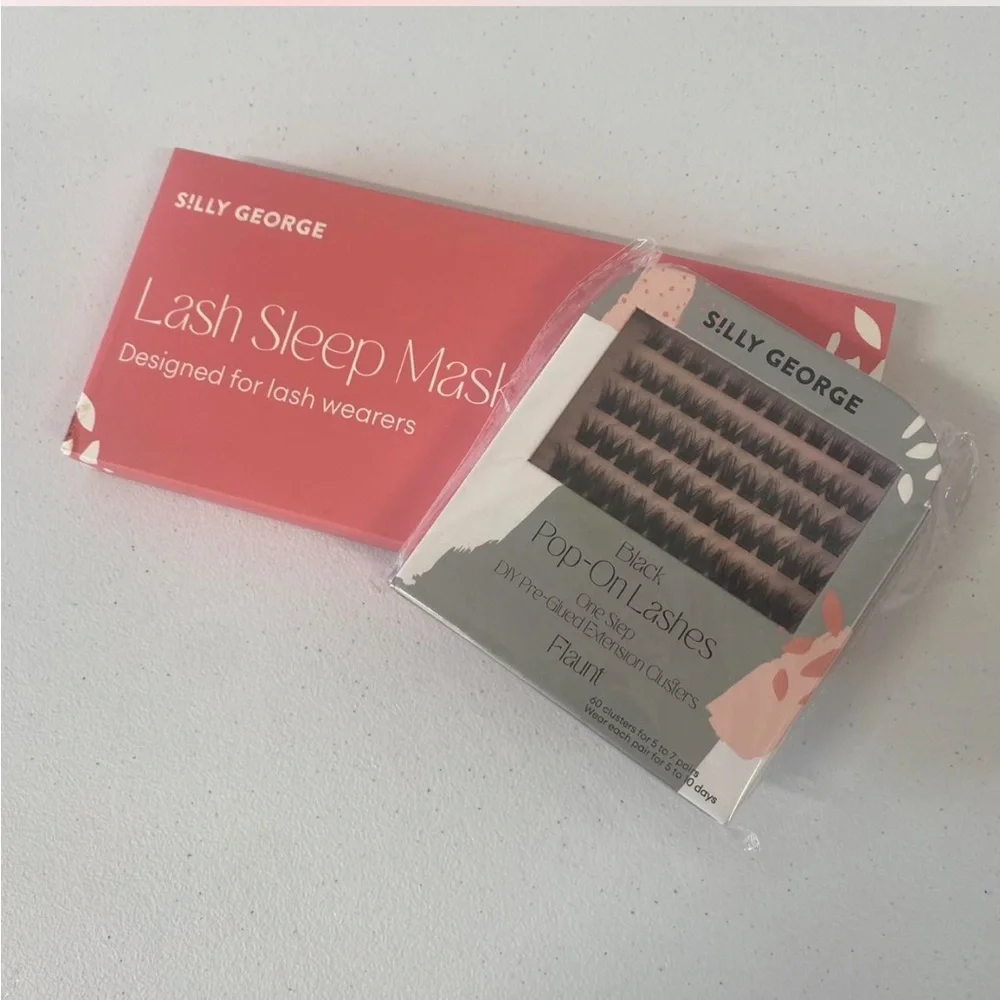 S!LLY GEORGE
Lash Sleep Mask
Designed for lash wearers
S!LLY GEORGE
Black
Pop-On Lashes
One Step
DIY Pre-Glued Extension Clusters
Flaunt
60 clusters for 5 to 7 pairs
Wear each pair for 5 to 10 days